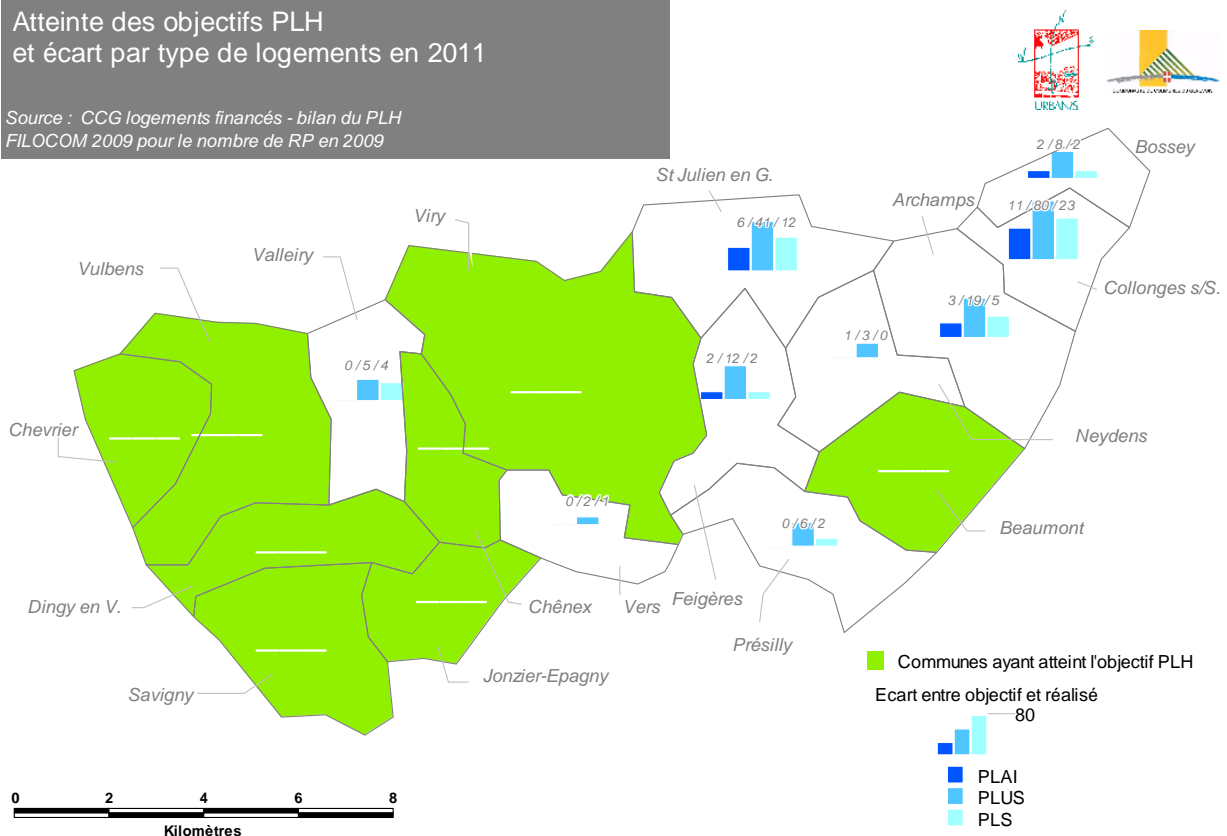 Atteinte des objectifs PLH
et écart par type de logements en 2011
Source : CCG logements financés - bilan du PLH
FILOCOM 2009 pour le nombre de RP en 2009
URBANIS
COMMUNAUTE DE COMMUNES DU GENEVOIS
2 / 8 / 2
Bossey
St Julien en G.
Archamps
11 / 80 / 23
Viry
6 / 41 / 12
Valleiry
Vulbens
Collonges s/S.
3 / 19 / 5
1 / 3 / 0
0 / 5 / 4
2 / 12 / 2
Chevrier
Neydens
0 / 2 / 1
0 / 6 / 2
Beaumont
Dingy en V.
Chênex
Vers
Feigères
Présilly
Jonzier-Epagny
Savigny
Communes ayant atteint l'objectif PLH
Ecart entre objectif et réalisé
80
PLAI
PLUS
PLS
0 2 4 6 8
Kilomètres